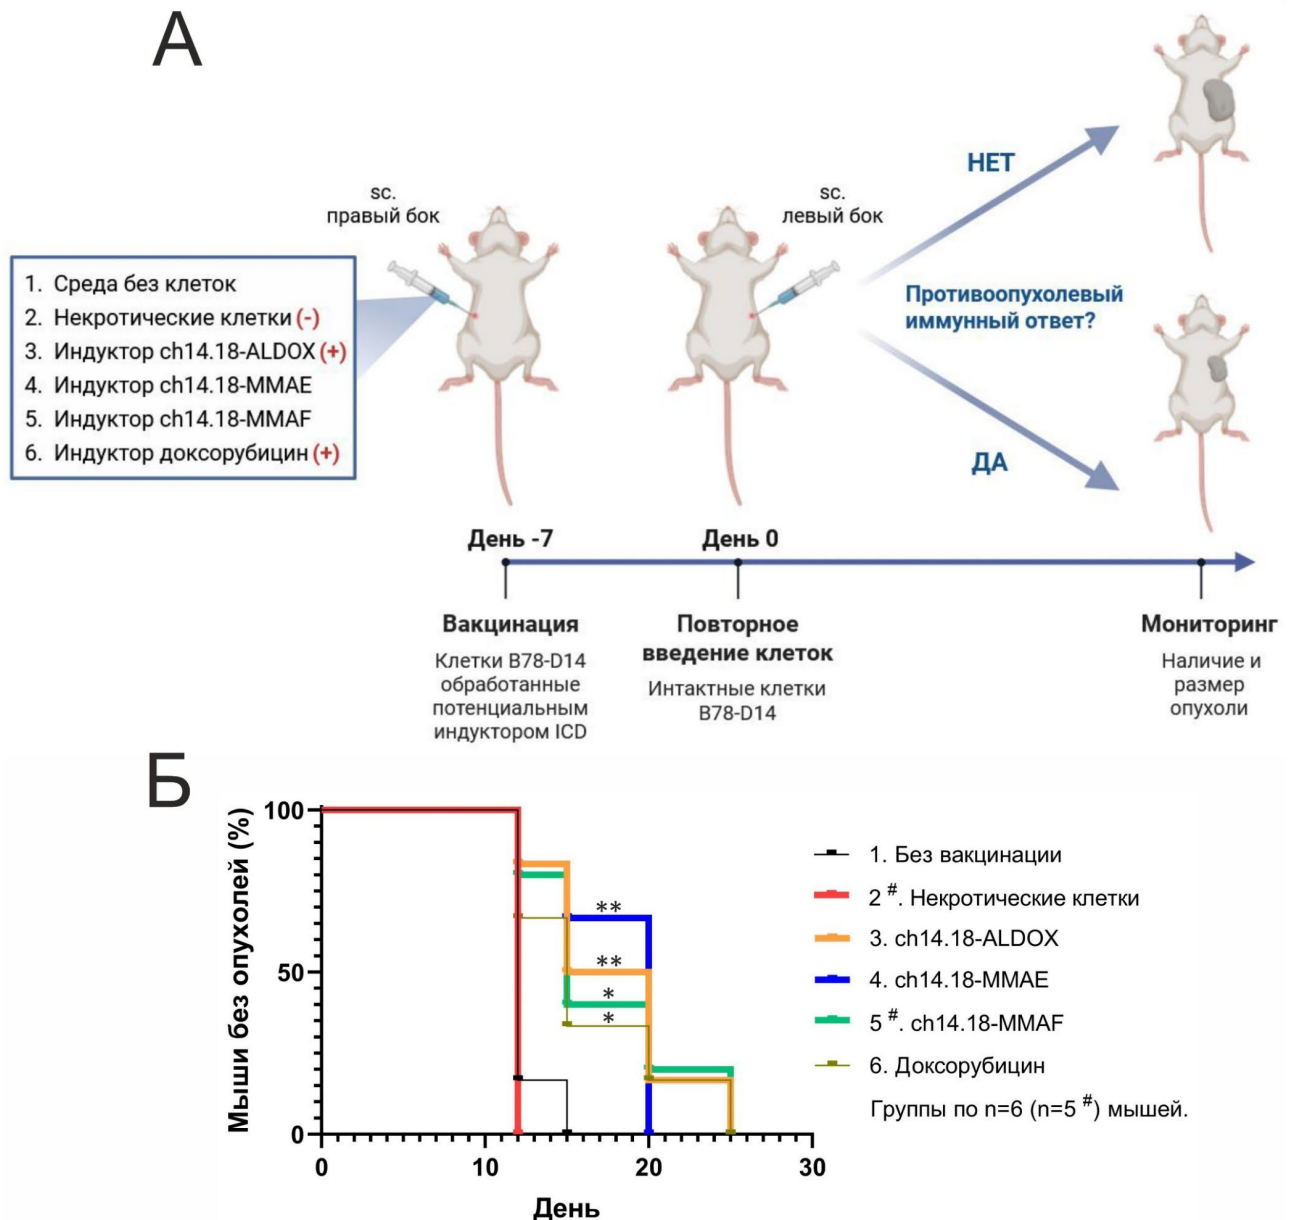 А
sc.
правый бок
sc.
левый бок
НЕТ
1. Среда без клеток
2. Некротические клетки (-)
3. Индуктор ch14.18-ALDOX (+)
4. Индуктор ch14.18-MMAE
5. Индуктор ch14.18-MMAF
6. Индуктор доксорубицин (+)
Противоопухолевый
иммунный ответ?
ДА
День -7
День 0
Вакцинация
Клетки B78-D14
обработанные
потенциальным
индуктором ICD
Повторное
введение клеток
Интактные клетки
B78-D14
Мониторинг
Наличие и
размер
опухоли
Б
Мыши без опухолей (%)
100
50
0
**
**
*
*
0
10
20
30
День
1. Без вакцинации
2 #. Некротические клетки
3. ch14.18-ALDOX
4. ch14.18-MMAE
5 #. ch14.18-MMAF
6. Доксорубицин
Группы по n=6 (n=5 #) мышей.